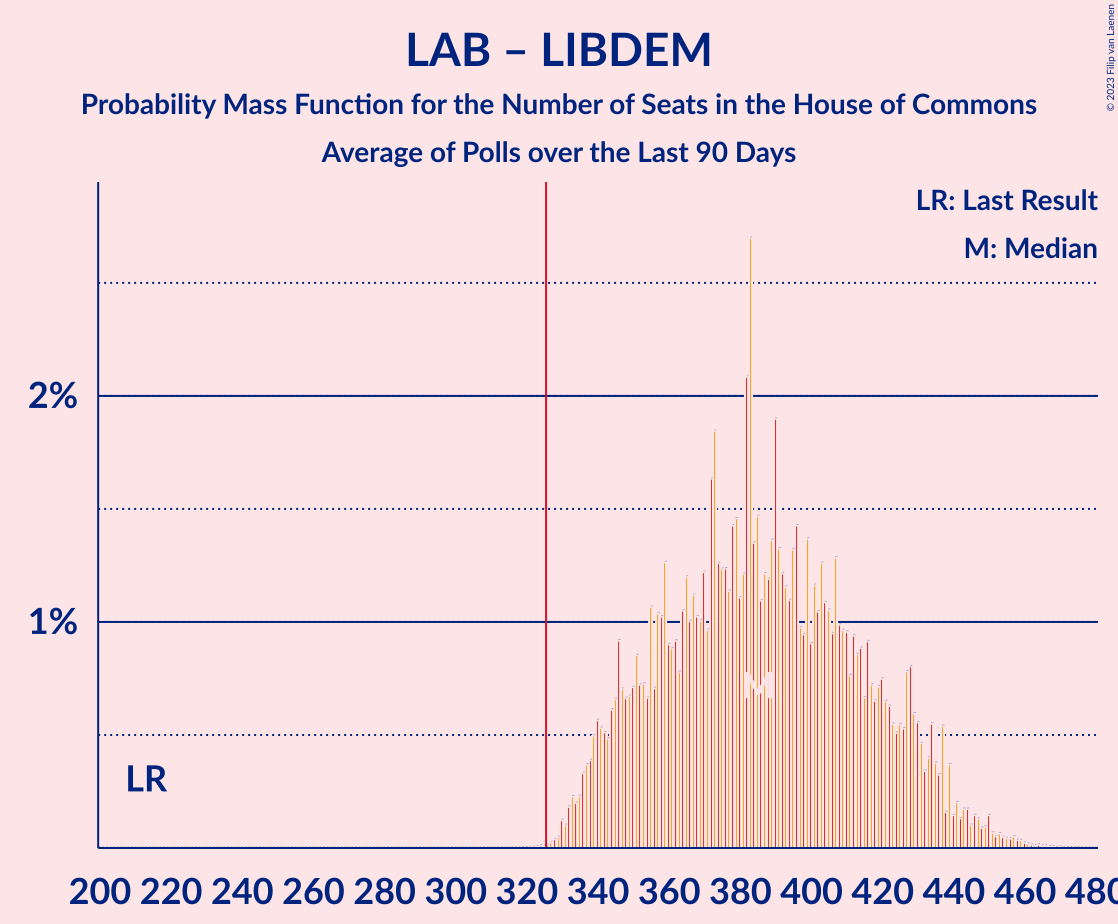 LAB – LIBDEM
Probability Mass Function for the Number of Seats in the House of Commons
Average of Polls over the Last 90 Days
© 2023 Filip van Laenen
LR: Last Result
M: Median
2%
1%
LR
M
200 220 240 260 280 300 320 340 360 380 400 420 440 460 480